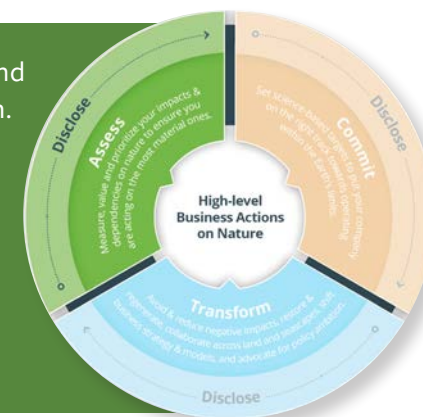 nd
n.
Disclose
Assess
Measure, value and prioritize your impacts &
dependencies on nature to ensure you
are acting on the most material ones.
Disclose
Commit
Set science-based targets to put your company
on the right track towards operating
within the Earth's limits.
High-level
Business Actions
on Nature
Transform
Avoid & reduce negative impacts, restore &
regenerate, collaborate across land and seascapes, shift
business strategy & models, and advocate for policy ambition.
Disclose